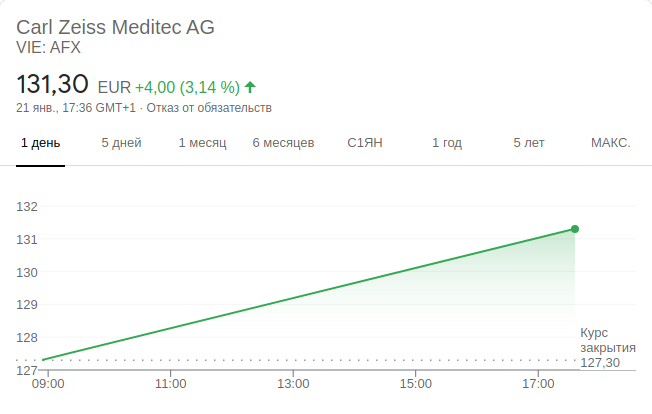 Carl Zeiss Meditec AG
VIE: AFX
131,30 EUR +4,00 (3,14 %)
21 янв., 17:36 GMT+1 · Отказ от обязательств
1 день 5 дней 1 месяц 6 месяцев С1ЯН 1 год 5 лет МАКС.
132
131
130
129
128
127
Курс
закрытия
127,30
09:00 11:00 13:00 15:00 17:00